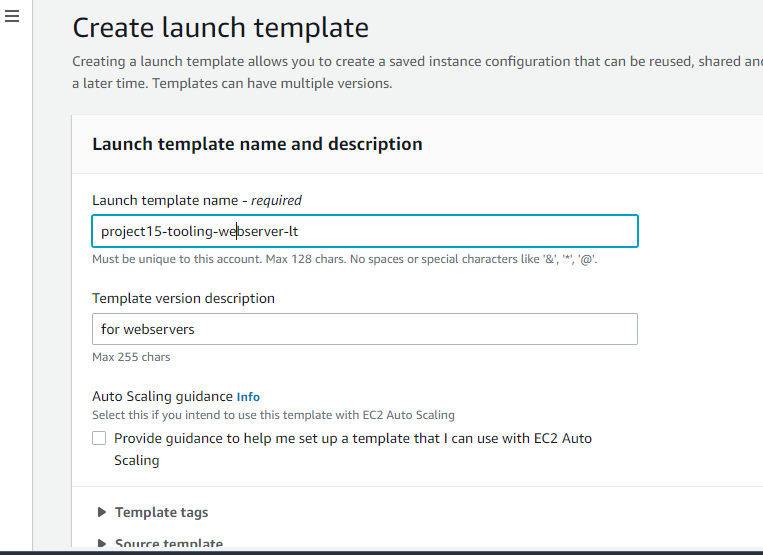 Create launch template
Creating a launch template allows you to create a saved instance configuration that can be reused, shared and
a later time. Templates can have multiple versions.
Launch template name and description
Launch template name - required
project15-tooling-webserver-lt
Must be unique to this account. Max 128 chars. No spaces or special characters like '&', '*', '@'.
Template version description
for webservers
Max 255 chars
Auto Scaling guidance Info
Select this if you intend to use this template with EC2 Auto Scaling
Provide guidance to help me set up a template that I can use with EC2 Auto
Scaling
Template tags
Source template